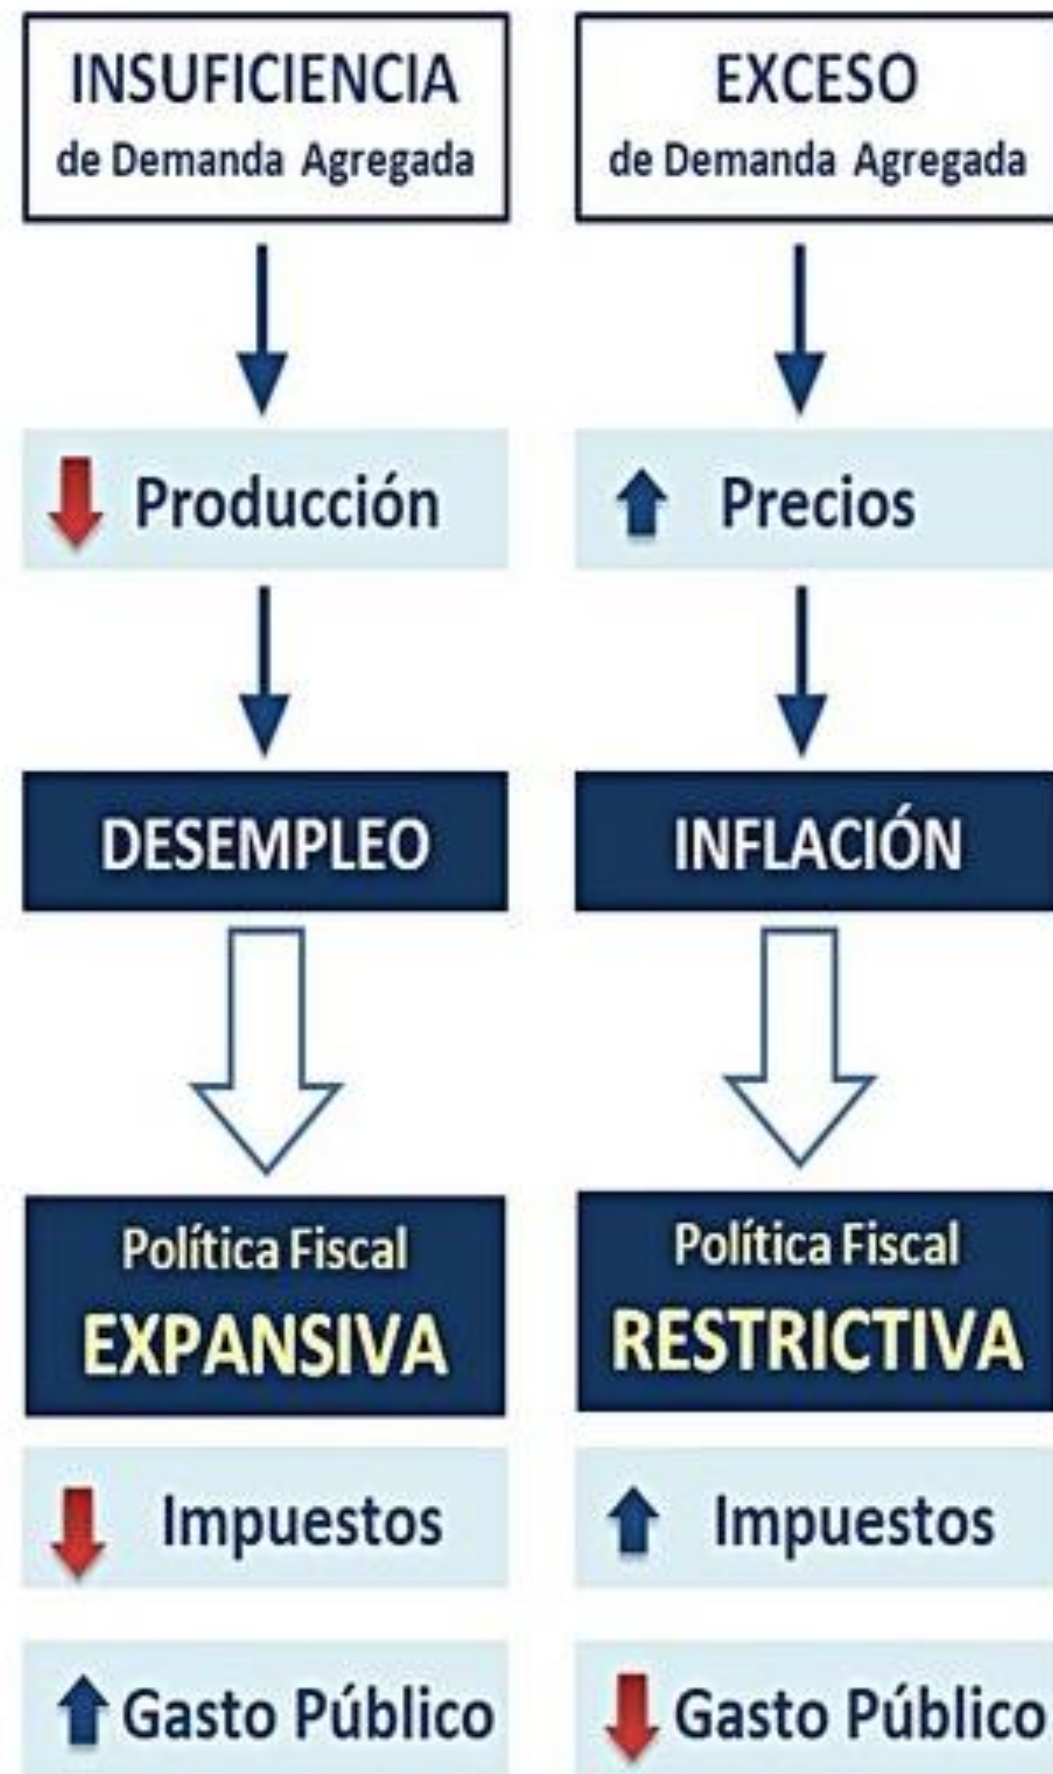 INSUFICIENCIA
de Demanda Agregada
Producción
DESEMPLEO
Política Fiscal
EXPANSIVA
Impuestos
Gasto Público
EXCESO
de Demanda Agregada
Precios
INFLACIÓN
Política Fiscal
RESTRICTIVA
Impuestos
Gasto Público